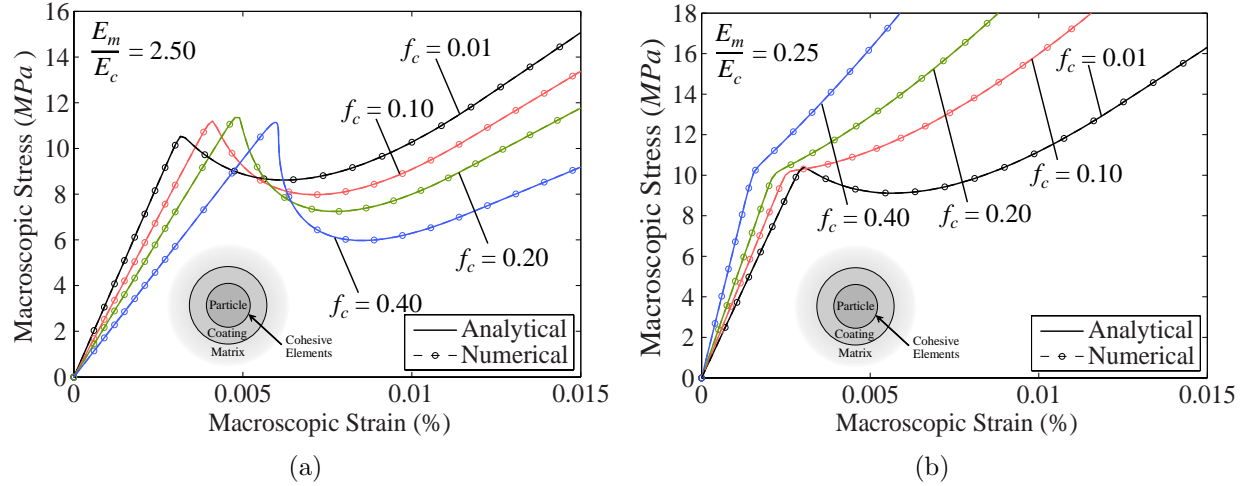 16
14
12
10
8
6
4
2
0
Macroscopic Stress (MPa)
E_m
E_c
= 2.50
f_c = 0.01
f_c = 0.10
f_c = 0.20
f_c = 0.40
Particle
Coating
Matrix
Cohesive
Elements
Analytical
Numerical
0
0.005
0.01
0.015
Macroscopic Strain (%)
(a)
18
16
14
12
10
8
6
4
2
0
Macroscopic Stress (MPa)
E_m
E_c
= 0.25
f_c = 0.01
f_c = 0.10
f_c = 0.20
f_c = 0.40
Particle
Coating
Matrix
Cohesive
Elements
Analytical
Numerical
0
0.005
0.01
0.015
Macroscopic Strain (%)
(b)